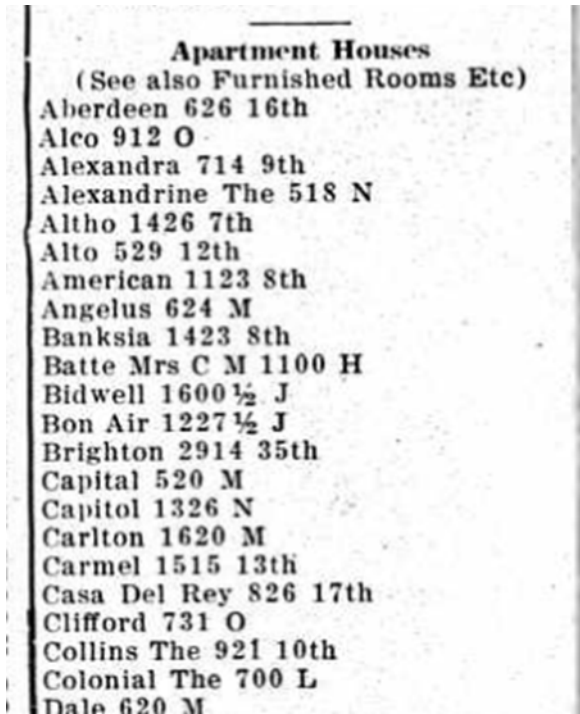 Apartment Houses
(See also Furnished Rooms Etc)
Aberdeen 626 16th
Alco 912 O
Alexandra 714 9th
Alexandrine The 518 N
Altho 1426 7th
Alto 529 12th
American 1123 8th
Angelus 624 M
Banksia 1423 8th
Batte Mrs C M 1100 H
Bidwell 1600½ J
Bon Air 1227½ J
Brighton 2914 35th
Capital 520 M
Capitol 1326 N
Carlton 1620 M
Carmel 1515 13th
Casa Del Rey 826 17th
Clifford 731 O
Collins The 921 10th
Colonial The 700 L
Dale 620 M